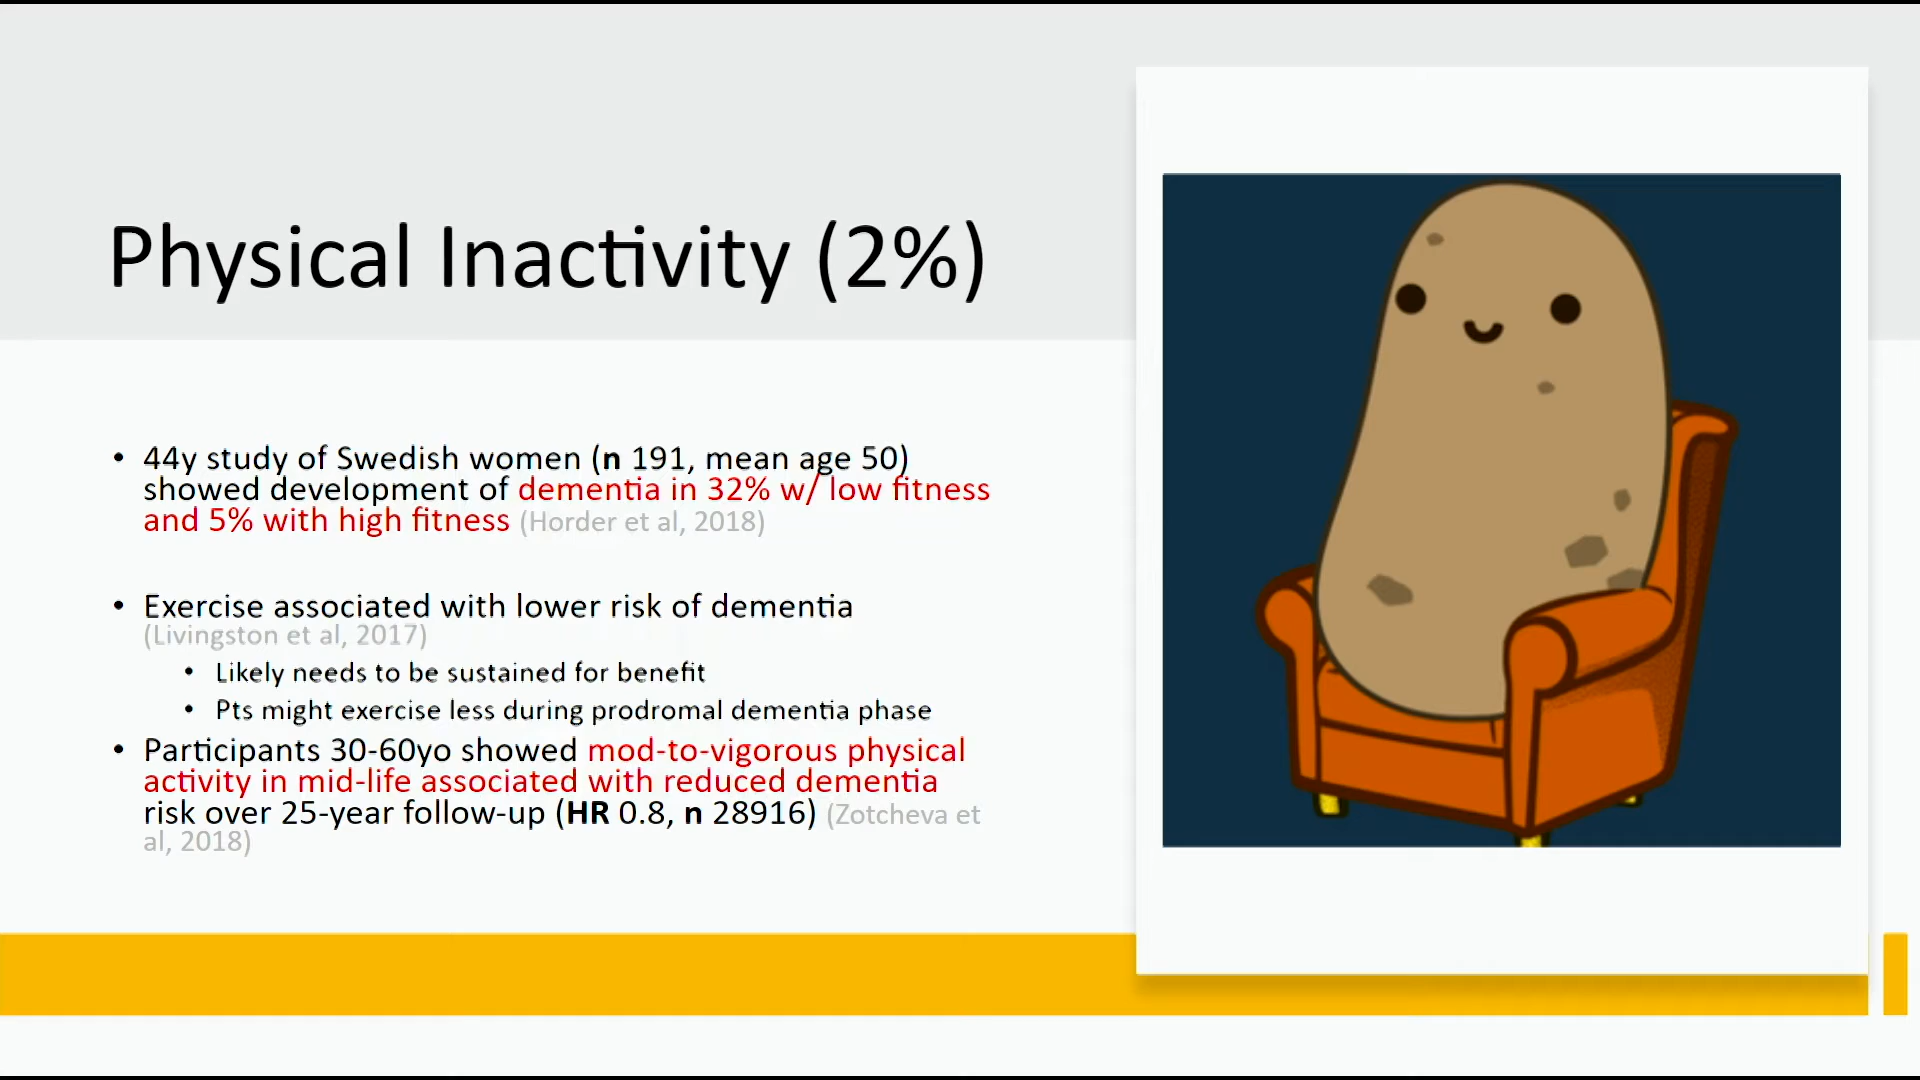 Physical Inactivity (2%)
• 44y study of Swedish women (n 191, mean age 50)
showed development of dementia in 32% w/ low fitness
and 5% with high fitness (Horder et al, 2018)
• Exercise associated with lower risk of dementia
(Livingston et al, 2017)
• Likely needs to be sustained for benefit
• Pts might exercise less during prodromal dementia phase
• Participants 30-60yo showed mod-to-vigorous physical
activity in mid-life associated with reduced dementia
risk over 25-year follow-up (HR 0.8, n 28916) (Zotcheva et
al, 2018)